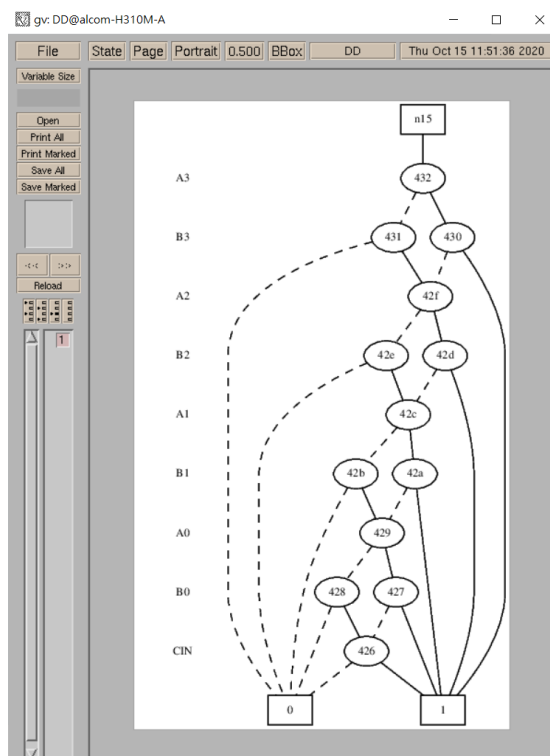 gv: DD@alcom-H310M-A
File State Page Portrait 0.500 BBox DD Thu Oct 15 11:51:36 2020
Variable Size
Open
Print All
Print Marked
Save All
Save Marked
Reload
1
n15
A3 432
B3 431 430
A2 42f
B2 42e 42d
A1 42c
B1 42b 42a
A0 429
B0 428 427
CIN 426
0 1